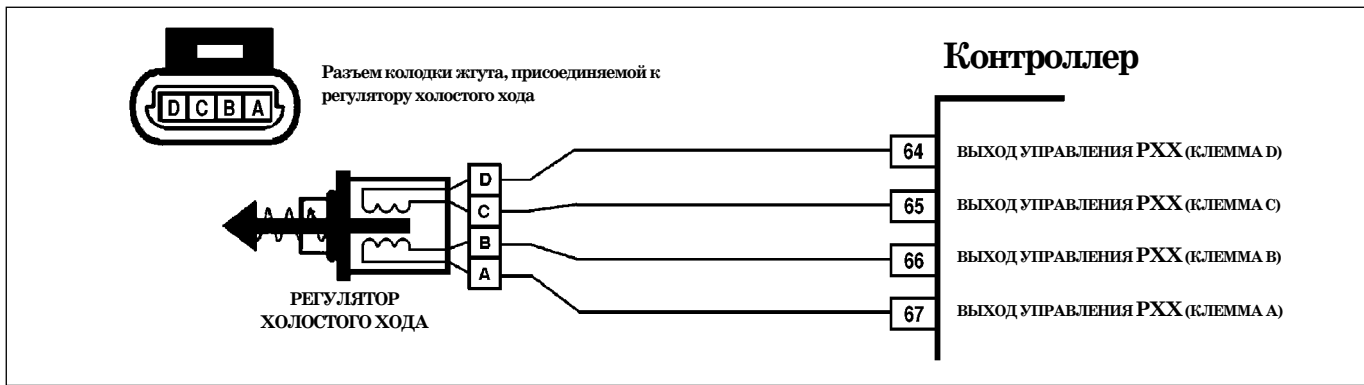 Контроллер
Разъем колодки жгута, присоединяемой к
регулятору холостого хода
D C B A
D
C
B
A
64
ВЫХОД УПРАВЛЕНИЯ РХХ (КЛЕММА D)
65
ВЫХОД УПРАВЛЕНИЯ РХХ (КЛЕММА С)
66
ВЫХОД УПРАВЛЕНИЯ РХХ (КЛЕММА В)
67
ВЫХОД УПРАВЛЕНИЯ РХХ (КЛЕММА А)
РЕГУЛЯТОР
ХОЛОСТОГО ХОДА